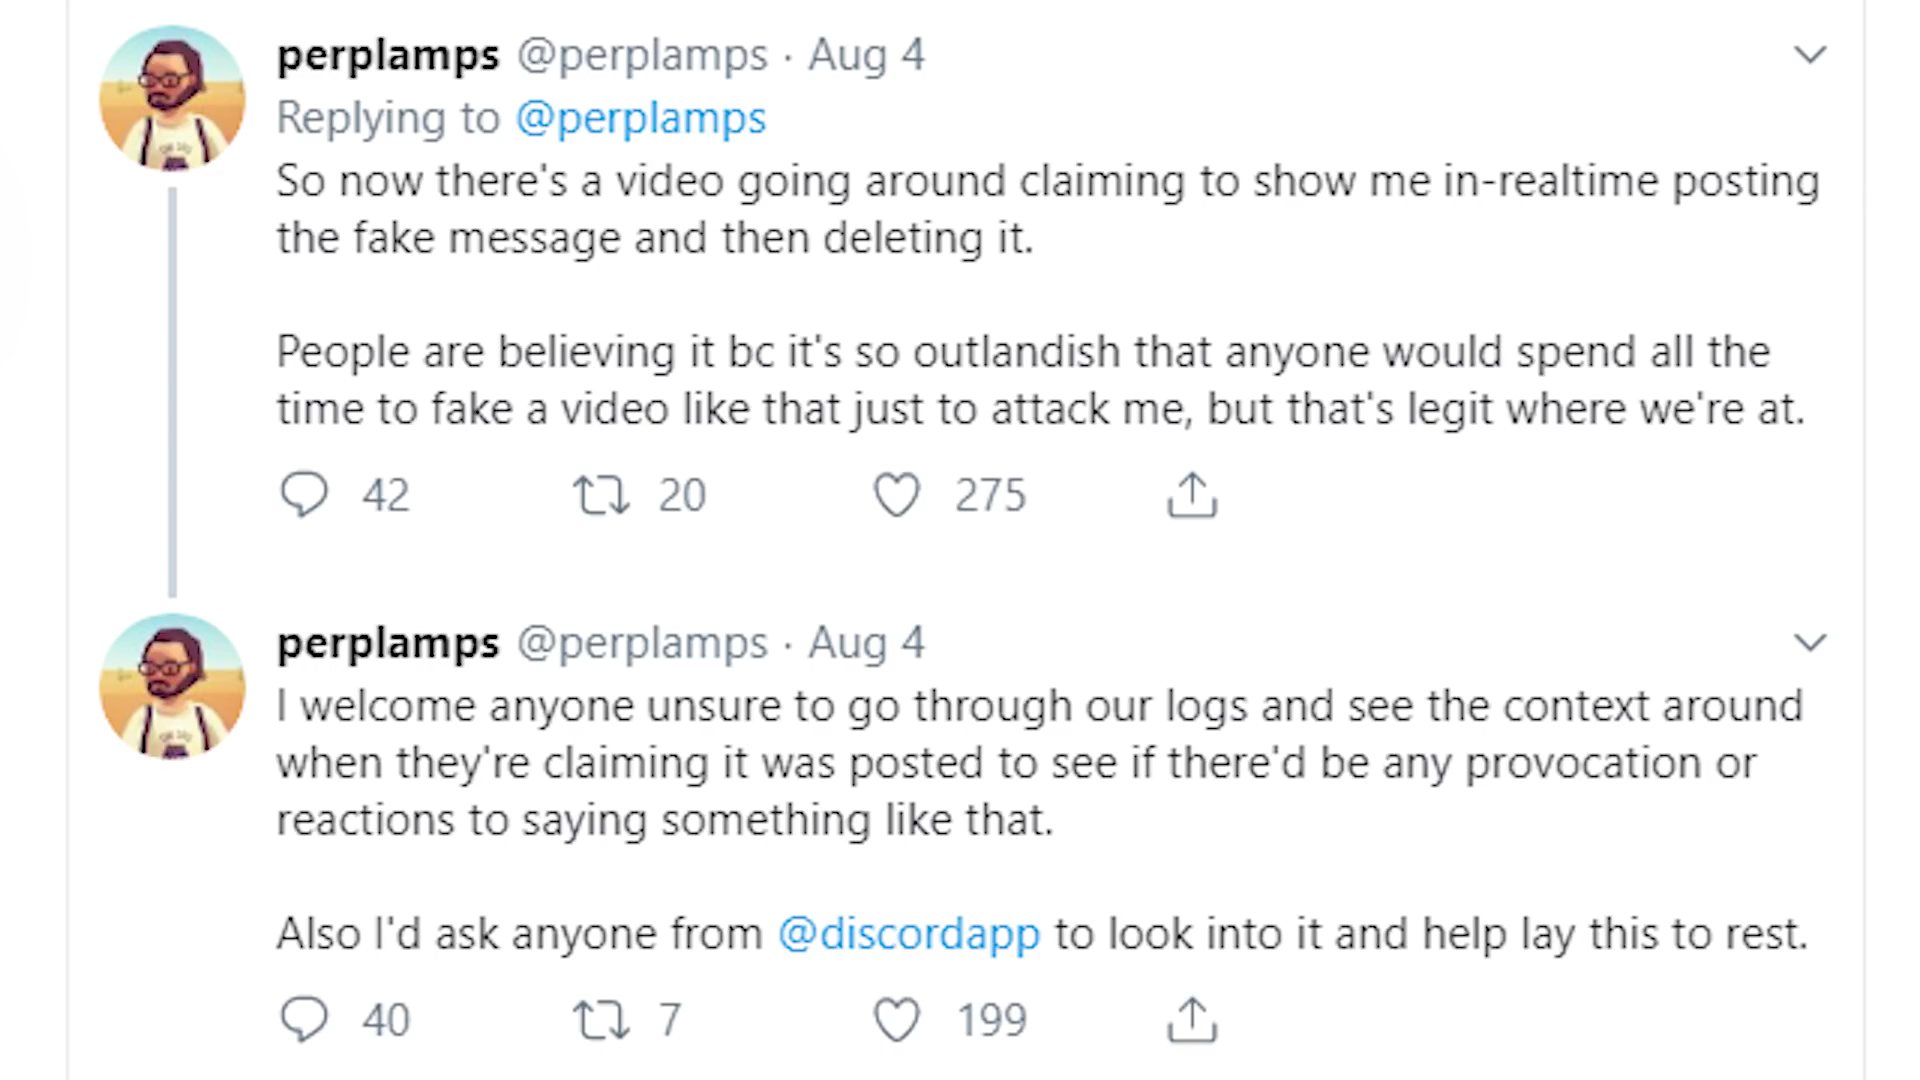 perplamps @perplamps · Aug 4
Replying to @perplamps
So now there's a video going around claiming to show me in-realtime posting
the fake message and then deleting it.
People are believing it bc it's so outlandish that anyone would spend all the
time to fake a video like that just to attack me, but that's legit where we're at.
42 20 275
perplamps @perplamps · Aug 4
I welcome anyone unsure to go through our logs and see the context around
when they're claiming it was posted to see if there'd be any provocation or
reactions to saying something like that.
Also I'd ask anyone from @discordapp to look into it and help lay this to rest.
40 7 199